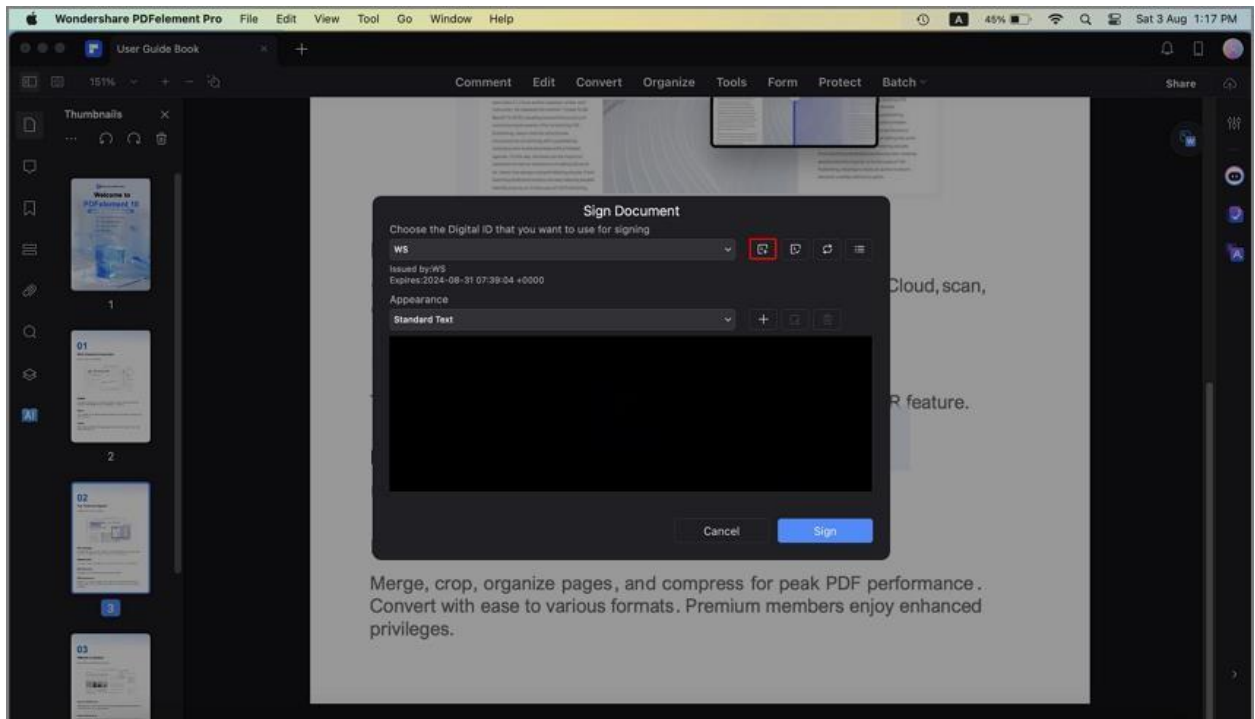 Wondershare PDFelement Pro File Edit View Tool Go Window Help A 45% Sat 3 Aug 1:17 PM
User Guide Book × +
151% + − Comment Edit Convert Organize Tools Form Protect Batch Share
Thumbnails ×
Welcome to
PDFelement 10
1
01
2
02
3
03
AI
Sign Document
Choose the Digital ID that you want to use for signing
WS
Issued by:WS
Expires:2024-08-31 07:39:04 +0000
Appearance
Standard Text
Cancel Sign
Cloud, scan,
R feature.
Merge, crop, organize pages, and compress for peak PDF performance.
Convert with ease to various formats. Premium members enjoy enhanced
privileges.